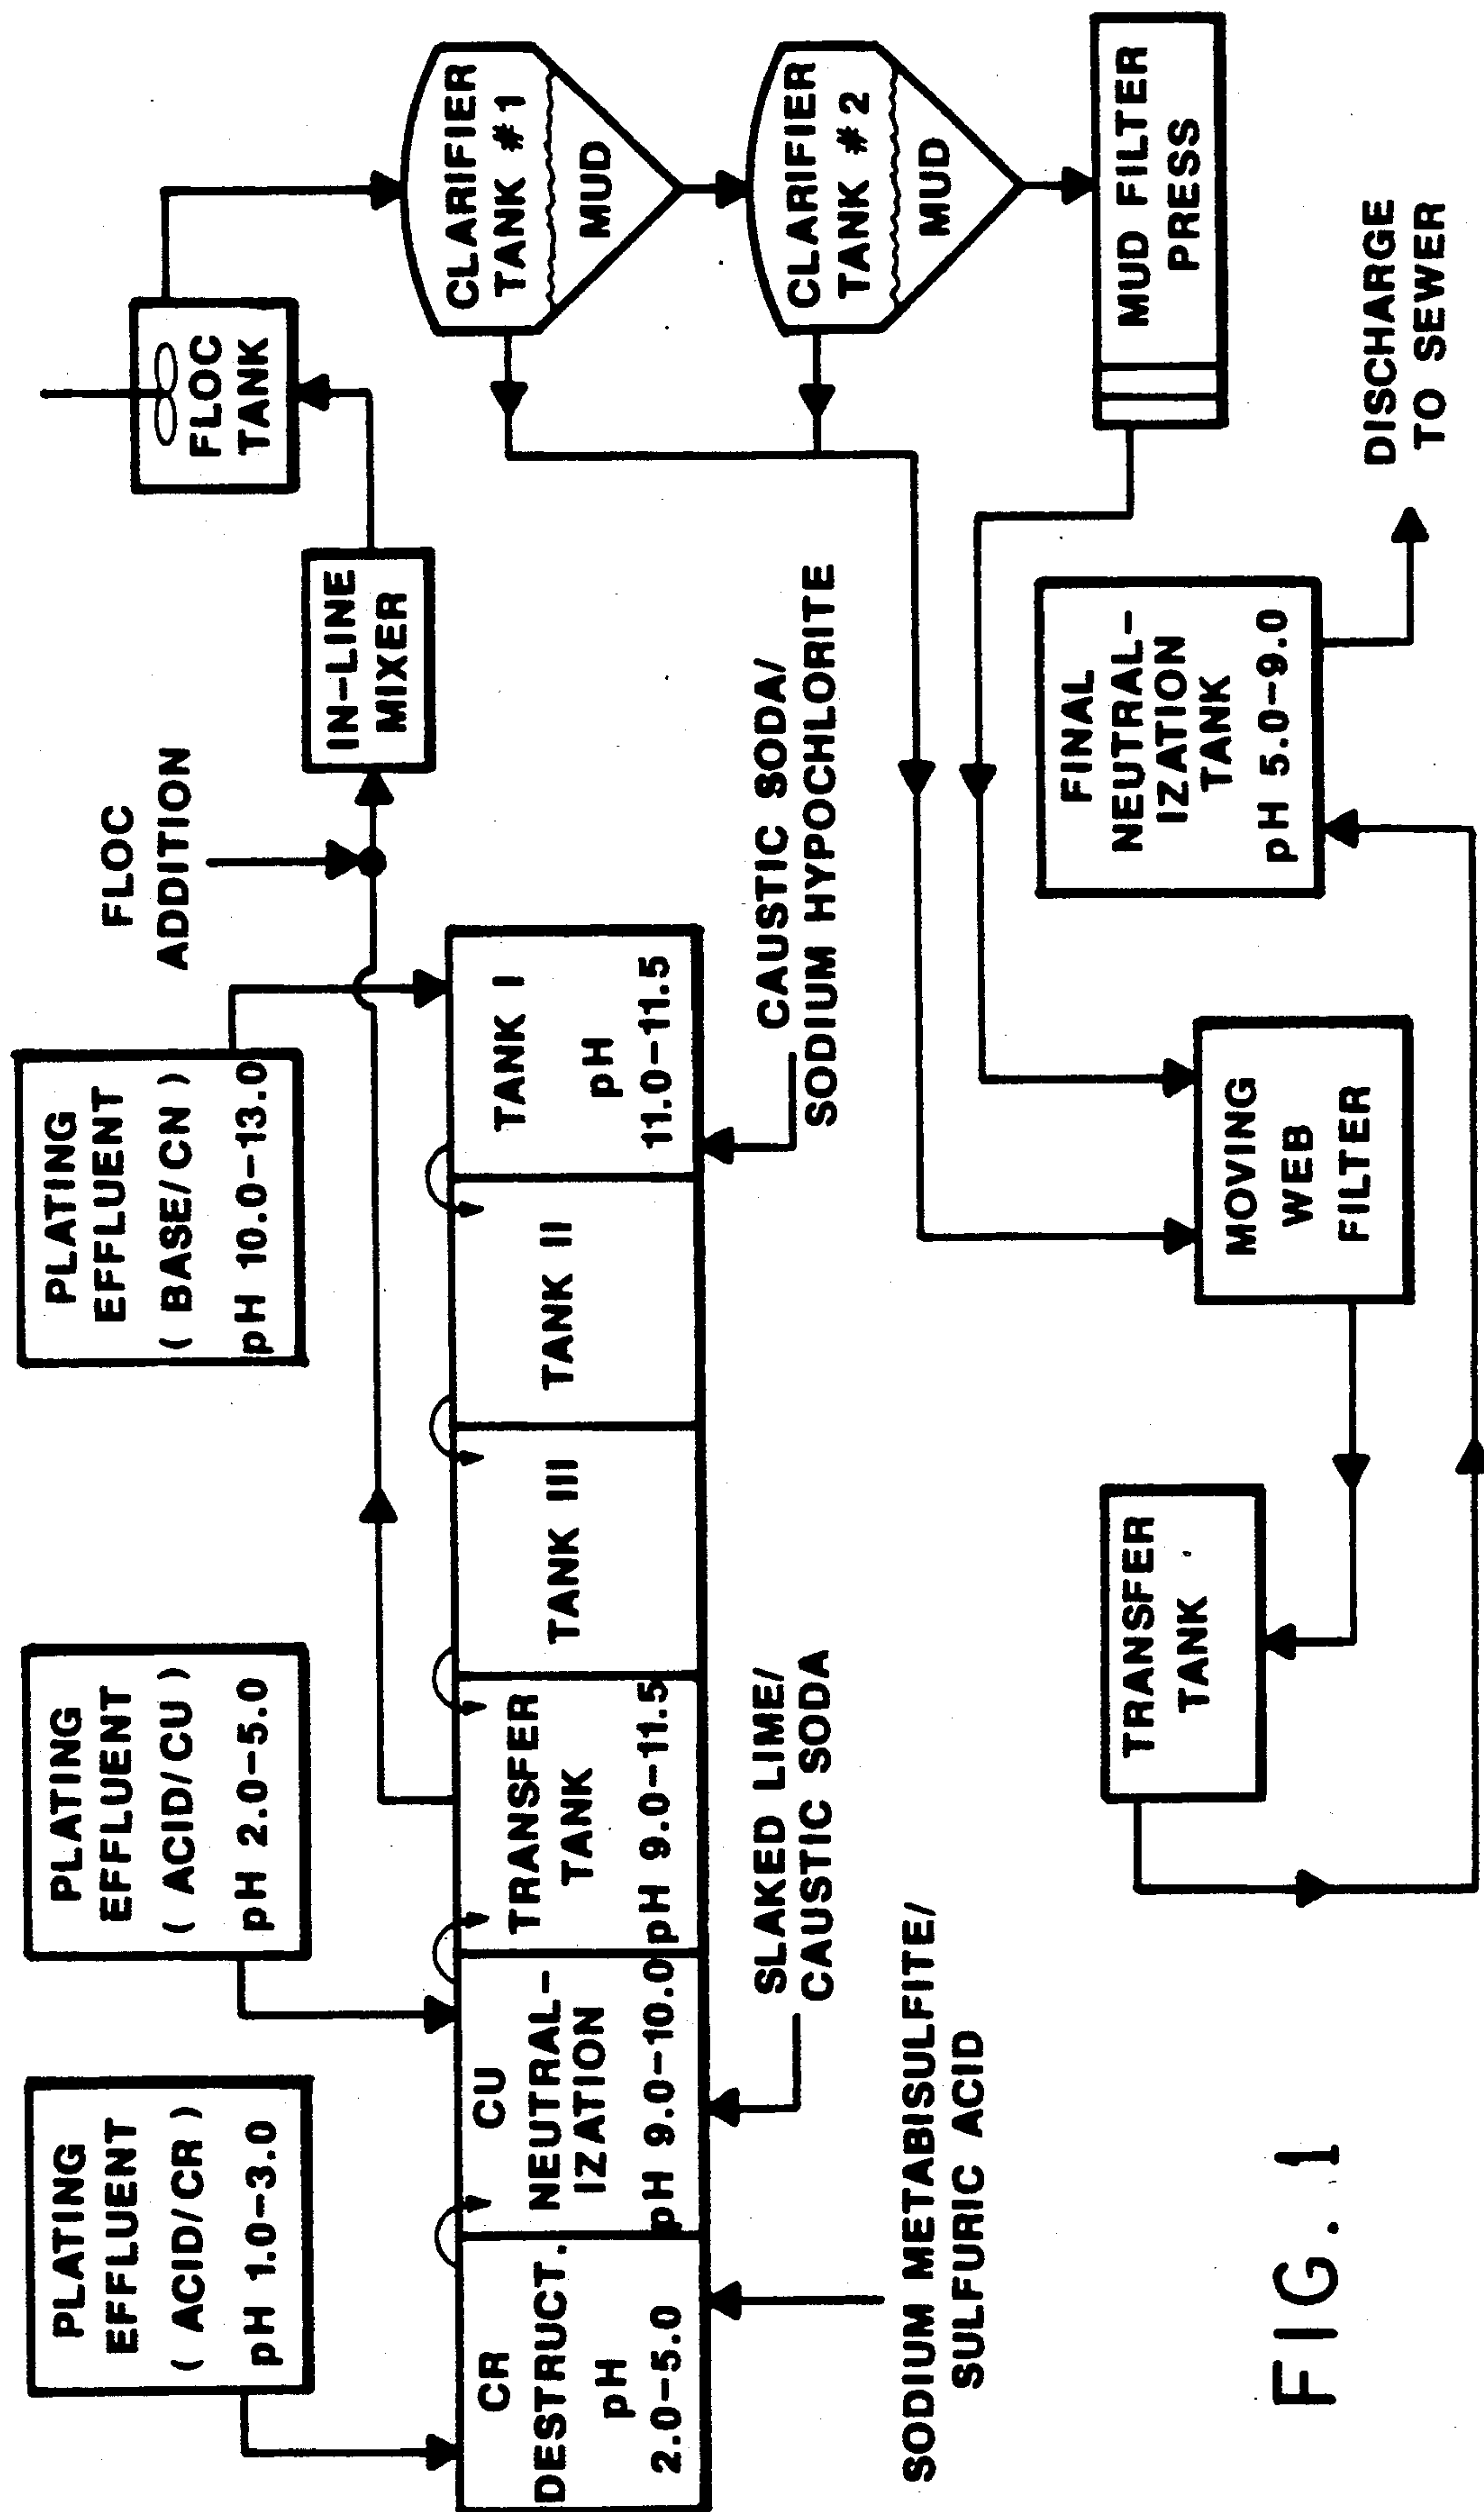 PLATING
EFFLUENT
( ACID/CR )
pH 1.0-3.0
PLATING
EFFLUENT
( ACID/CU )
pH 2.0-5.0
PLATING
EFFLUENT
( BASE/CN )
pH 10.0-13.0
FLOC
ADDITION
IN-LINE
MIXER
FLOC
TANK
CR
DESTRUCT.
pH
2.0-5.0
CU
NEUTRAL-
IZATION
pH 9.0-10.0
TRANSFER
TANK
pH 9.0-11.5
TANK III
TANK II
TANK I
pH
11.0-11.5
CLARIFIER
TANK #1
MUD
CLARIFIER
TANK #2
MUD
MUD FILTER
PRESS
SODIUM METABISULFITE/
SULFURIC ACID
SLAKED LIME/
CAUSTIC SODA
CAUSTIC SODA/
SODIUM HYPOCHLORITE
TRANSFER
TANK
MOVING
WEB
FILTER
FINAL
NEUTRAL-
IZATION
TANK
pH 5.0-9.0
DISCHARGE
TO SEWER
FIG. 1